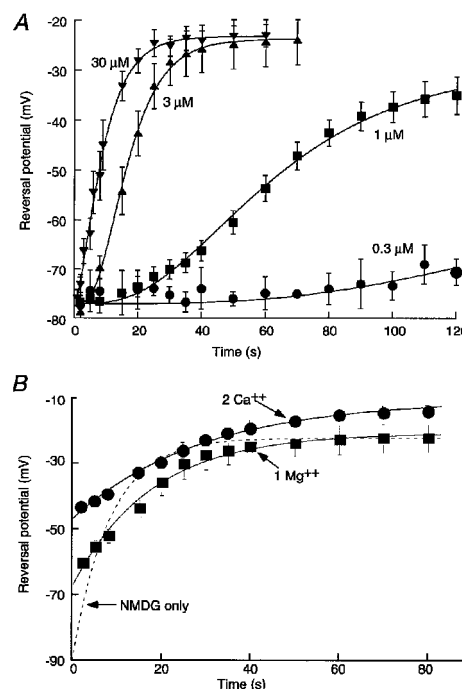 A
-20
-30
-40
-50
-60
-70
-80
Reversal potential (mV)
30 µM
3 µM
1 µM
0.3 µM
0 20 40 60 80 100 120
Time (s)
B
-10
-30
-50
-70
-90
Reversal potential (mV)
2 Ca++
1 Mg++
NMDG only
0 20 40 60 80
Time (s)